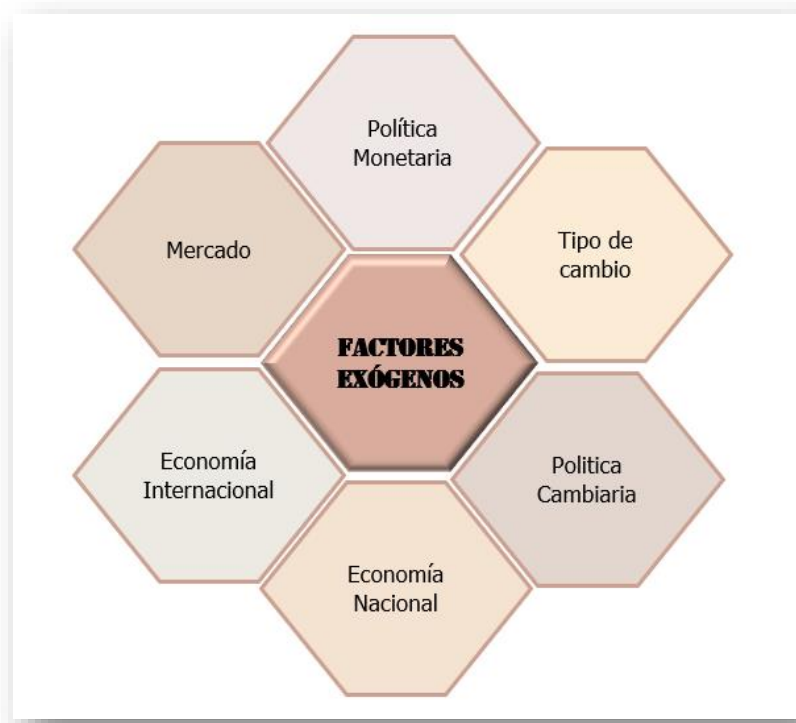 Política
Monetaria
Tipo de
cambio
Mercado
FACTORES
EXÓGENOS
Economía
Internacional
Politica
Cambiaria
Economía
Nacional